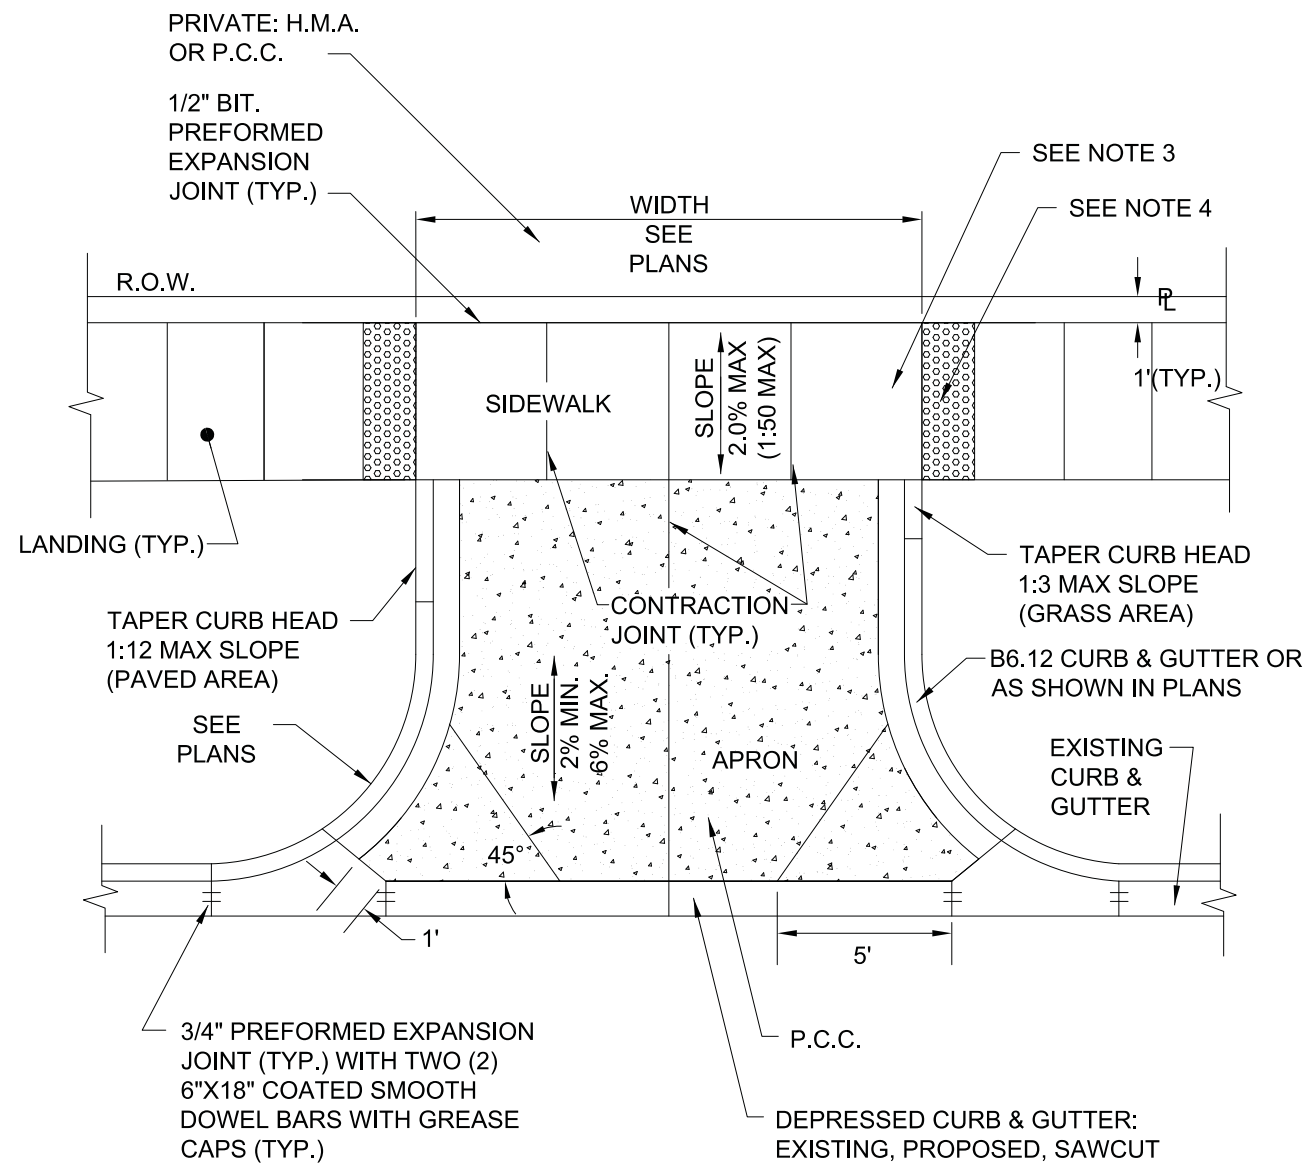 PRIVATE: H.M.A.
OR P.C.C.
1/2" BIT.
PREFORMED
EXPANSION
JOINT (TYP.)
WIDTH
SEE
PLANS
SEE NOTE 3
SEE NOTE 4
R.O.W.
PL
1'(TYP.)
SIDEWALK
SLOPE
2.0% MAX
(1:50 MAX)
LANDING (TYP.)
TAPER CURB HEAD
1:12 MAX SLOPE
(PAVED AREA)
CONTRACTION
JOINT (TYP.)
TAPER CURB HEAD
1:3 MAX SLOPE
(GRASS AREA)
B6.12 CURB & GUTTER OR
AS SHOWN IN PLANS
SEE
PLANS
SLOPE
2% MIN.
6% MAX.
APRON
EXISTING
CURB &
GUTTER
45°
1'
5'
3/4" PREFORMED EXPANSION
JOINT (TYP.) WITH TWO (2)
6"X18" COATED SMOOTH
DOWEL BARS WITH GREASE
CAPS (TYP.)
P.C.C.
DEPRESSED CURB & GUTTER:
EXISTING, PROPOSED, SAWCUT